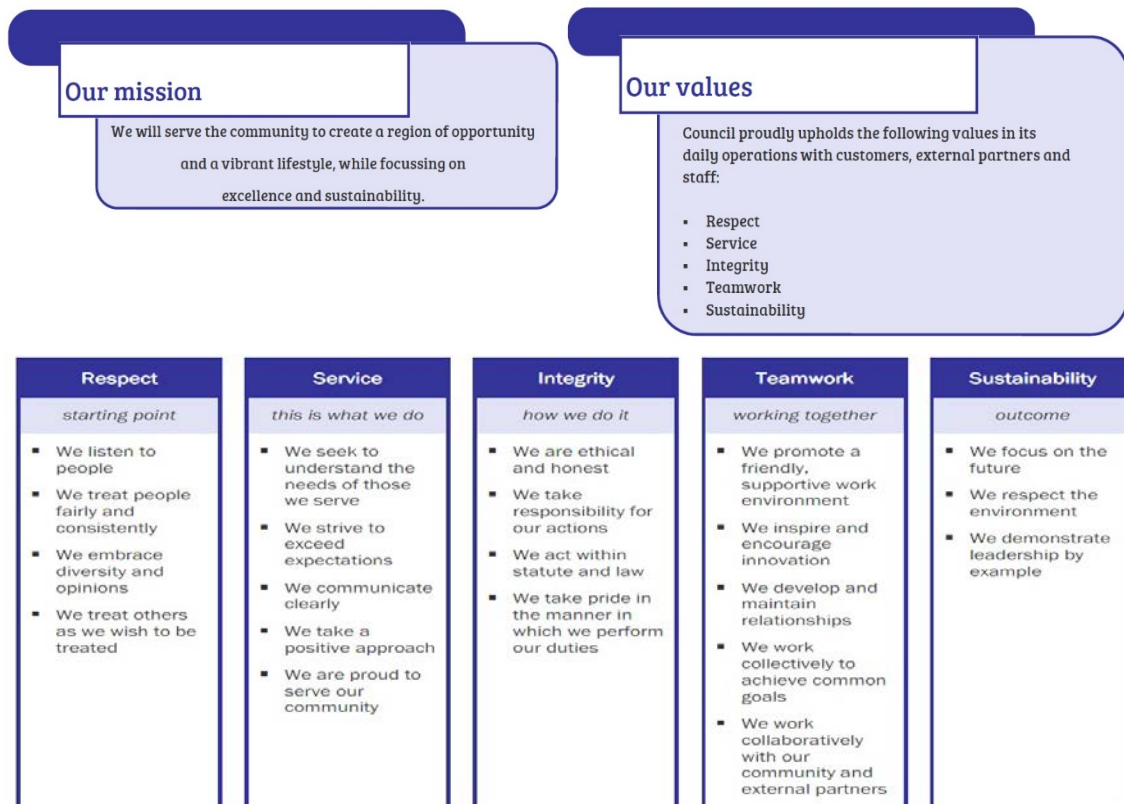 Our mission
We will serve the community to create a region of opportunity
and a vibrant lifestyle, while focussing on
excellence and sustainability.
Our values
Council proudly upholds the following values in its
daily operations with customers, external partners and
staff:
▪ Respect
▪ Service
▪ Integrity
▪ Teamwork
▪ Sustainability
Respect
starting point
▪ We listen to
people
▪ We treat people
fairly and
consistently
▪ We embrace
diversity and
opinions
▪ We treat others
as we wish to be
treated
Service
this is what we do
▪ We seek to
understand the
needs of those
we serve
▪ We strive to
exceed
expectations
▪ We communicate
clearly
▪ We take a
positive approach
▪ We are proud to
serve our
community
Integrity
how we do it
▪ We are ethical
and honest
▪ We take
responsibility for
our actions
▪ We act within
statute and law
▪ We take pride in
the manner in
which we perform
our duties
Teamwork
working together
▪ We promote a
friendly,
supportive work
environment
▪ We inspire and
encourage
innovation
▪ We develop and
maintain
relationships
▪ We work
collectively to
achieve common
goals
▪ We work
collaboratively
with our
community and
external partners
Sustainability
outcome
▪ We focus on the
future
▪ We respect the
environment
▪ We demonstrate
leadership by
example